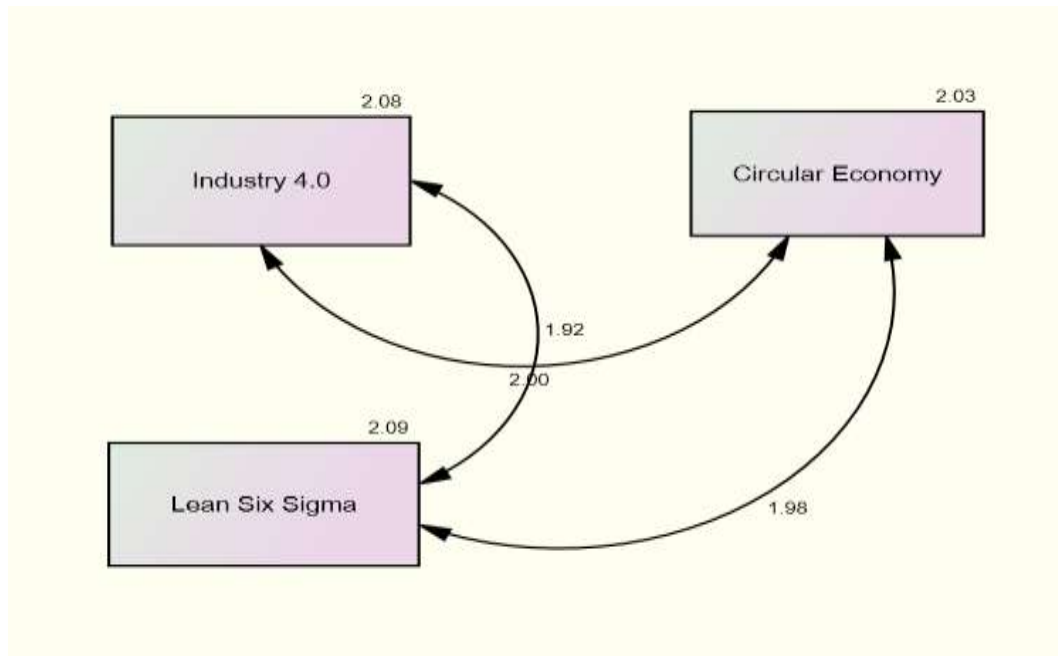 2.08
2.03
Industry 4.0
Circular Economy
1.92
2.00
2.09
Lean Six Sigma
1.98